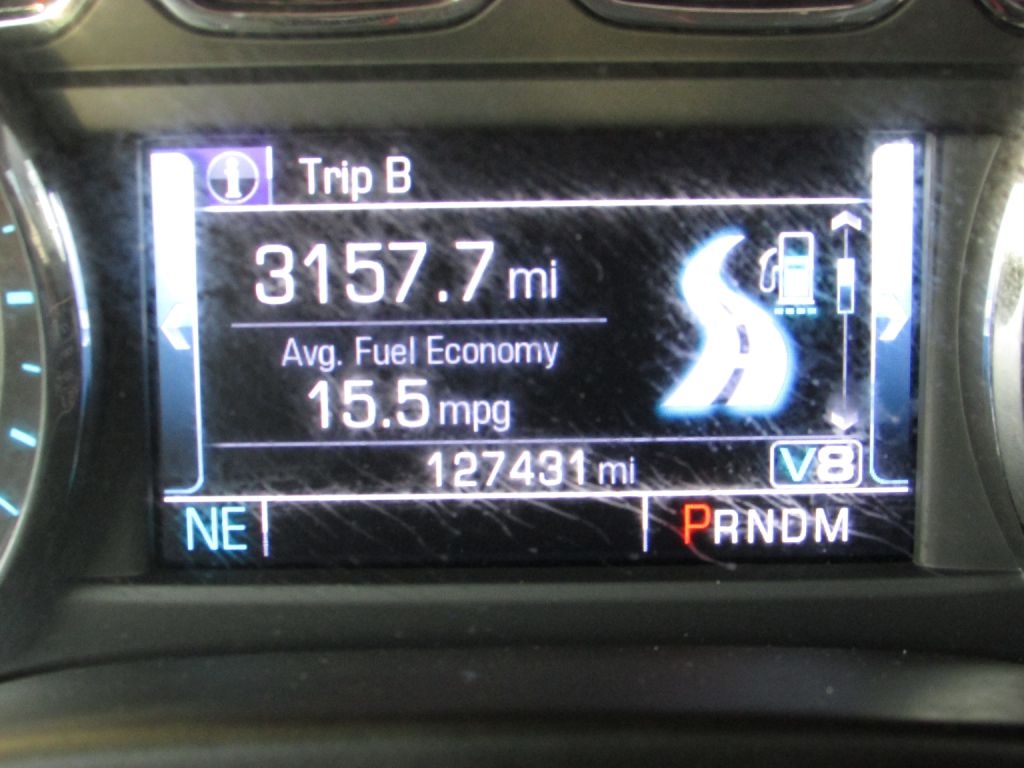 Trip B
3157.7 mi
Avg. Fuel Economy
15.5 mpg
127431 mi
V8
NE
PRNDM